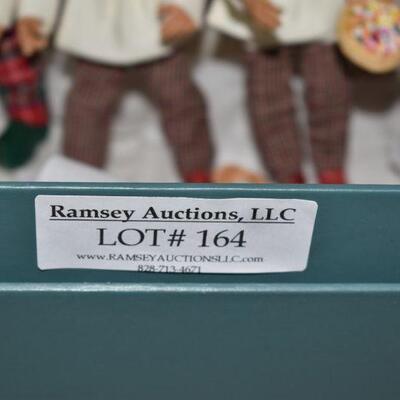 Ramsey Auctions, LLC
LOT# 164
www.RAMSEYAUCTIONSLLC.com
828-713-4671